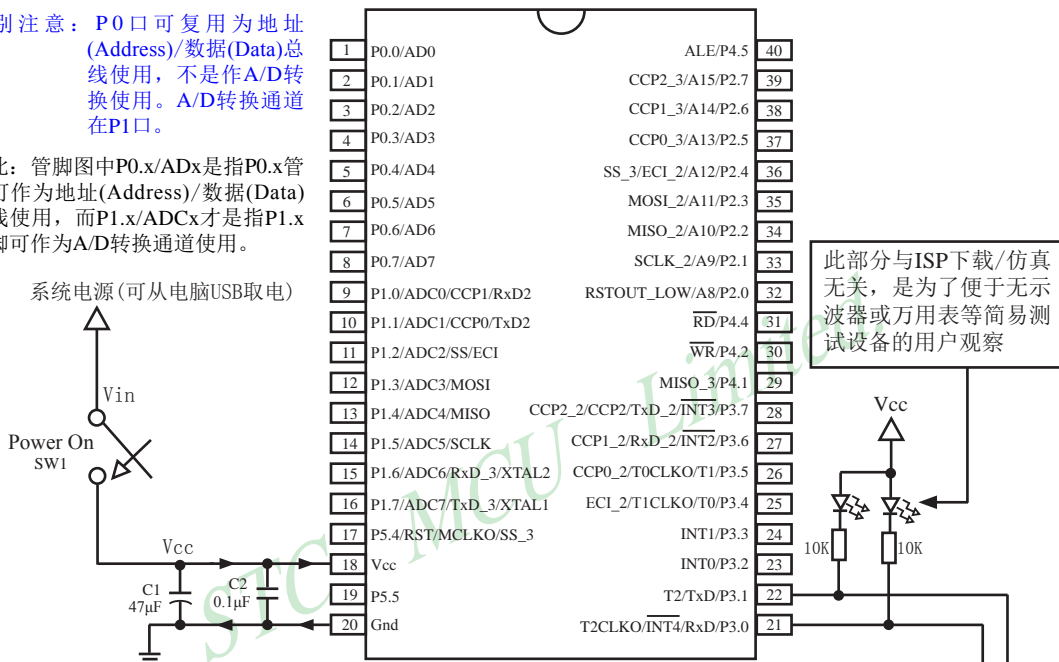 别注意：P0口可复用为地址
(Address)/数据(Data)总
线使用，不是作A/D转
换使用。A/D转换通道
在P1口。
：管脚图中P0.x/ADx是指P0.x管
可作为地址(Address)/数据(Data)
线使用，而P1.x/ADCx才是指P1.x
脚可作为A/D转换通道使用。
系统电源(可从电脑USB取电)
Vin
Power On
SW1
Vcc
C1
47μF
C2
0.1μF
1 P0.0/AD0
2 P0.1/AD1
3 P0.2/AD2
4 P0.3/AD3
5 P0.4/AD4
6 P0.5/AD5
7 P0.6/AD6
8 P0.7/AD7
9 P1.0/ADC0/CCP1/RxD2
10 P1.1/ADC1/CCP0/TxD2
11 P1.2/ADC2/SS/ECI
12 P1.3/ADC3/MOSI
13 P1.4/ADC4/MISO
14 P1.5/ADC5/SCLK
15 P1.6/ADC6/RxD_3/XTAL2
16 P1.7/ADC7/TxD_3/XTAL1
17 P5.4/RST/MCLKO/SS_3
18 Vcc
19 P5.5
20 Gnd
ALE/P4.5 40
CCP2_3/A15/P2.7 39
CCP1_3/A14/P2.6 38
CCP0_3/A13/P2.5 37
SS_3/ECI_2/A12/P2.4 36
MOSI_2/A11/P2.3 35
MISO_2/A10/P2.2 34
SCLK_2/A9/P2.1 33
RSTOUT_LOW/A8/P2.0 32
RD/P4.4 31
WR/P4.2 30
MISO_3/P4.1 29
CCP2_2/CCP2/TxD_2/INT3/P3.7 28
CCP1_2/RxD_2/INT2/P3.6 27
CCP0_2/T0CLKO/T1/P3.5 26
ECI_2/T1CLKO/T0/P3.4 25
INT1/P3.3 24
INT0/P3.2 23
T2/TxD/P3.1 22
T2CLKO/INT4/RxD/P3.0 21
此部分与ISP下载/仿真
无关，是为了便于无示
波器或万用表等简易测
试设备的用户观察
Vcc
10K
10K
STC MCU Limited.